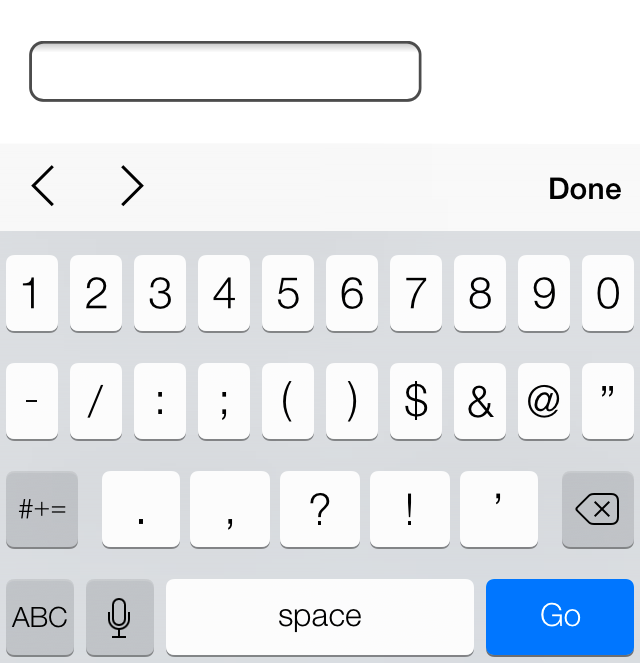 Done
1 2 3 4 5 6 7 8 9 0
- / : ; ( ) $ & @ ”
#+= . , ? ! ’
ABC space Go